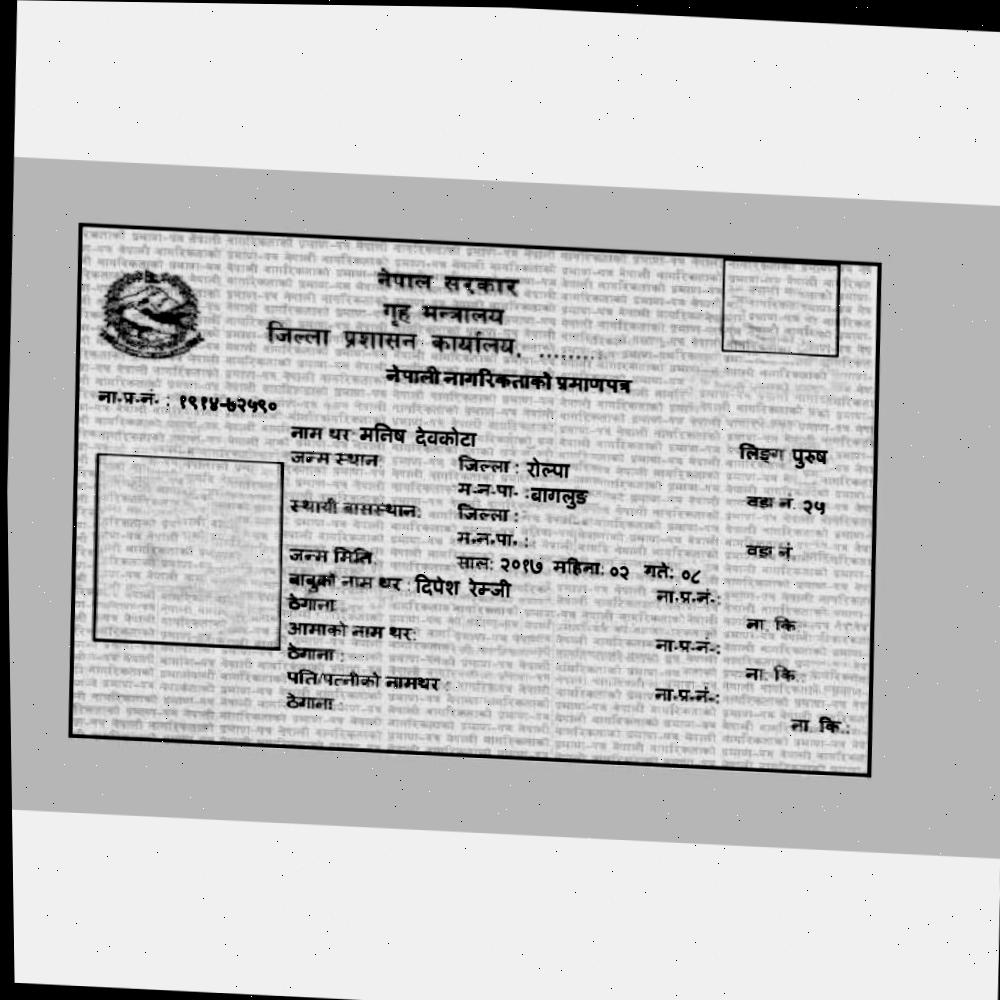 नेपाल सरकार
गृह मन्त्रालय
जिल्ला प्रशासन कार्यालय, ........
नेपाली नागरिकताको प्रमाणपत्र
ना.प्र.नं. : १९१४-७२५९०
नाम थर: मनिष देवकोटा लिङ्ग पुरुष
जन्म स्थान: जिल्ला : रोल्पा
म.न.पा. : बागलुङ वडा नं. २५
स्थायी बासस्थान: जिल्ला :
म.न.पा. : वडा नं.
जन्म मिति: साल: २०१७ महिना: ०२ गते: ०८
बाबुको नाम थर : दिपेश रेम्जी ना.प्र.नं.:
ठेगाना : ना. कि.:
आमाको नाम थर: ना.प्र.नं.:
ठेगाना : ना. कि.:
पति/पत्नीको नामथर : ना.प्र.नं.:
ठेगाना : ना. कि.: